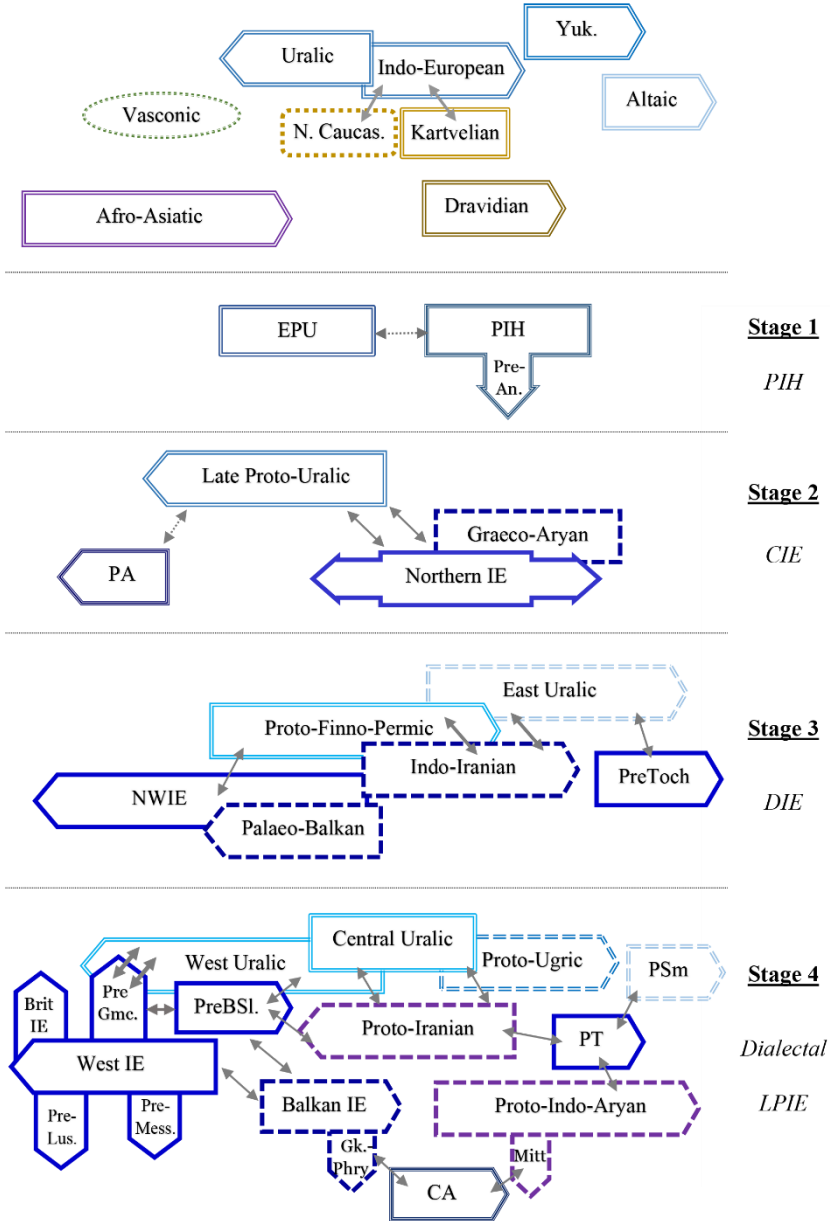 Yuk.
Uralic
Indo-European
Altaic
Vasconic
N. Caucas.
Kartvelian
Afro-Asiatic
Dravidian
Stage 1
EPU
PIH
Pre-
An.
PIH
Late Proto-Uralic
Stage 2
Graeco-Aryan
CIE
PA
Northern IE
East Uralic
Proto-Finno-Permic
Stage 3
Indo-Iranian
PreToch
NWIE
DIE
Palaeo-Balkan
Central Uralic
West Uralic
Proto-Ugric
PSm
Stage 4
Pre
Gmc.
PreBSl.
Brit
IE
Proto-Iranian
PT
Dialectal
West IE
LPIE
Pre-
Lus.
Pre-
Mess.
Balkan IE
Proto-Indo-Aryan
Gk.-
Phry
Mitt
CA